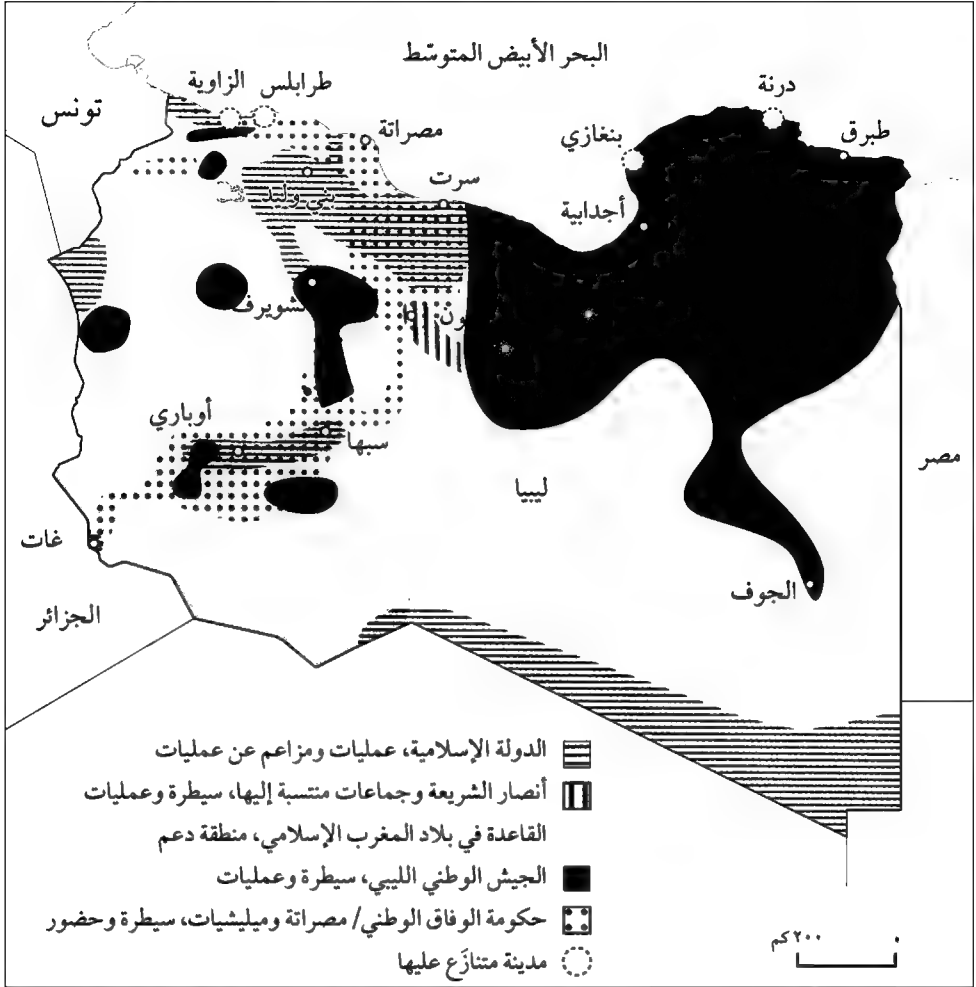 البحر الأبيض المتوسّط
درنة
طرابلس
الزاوية
تونس
طبرق
مصراتة
بنغازي
سرت
بني وليد
أجدابية
أوباري
سبها
مصر
ليبيا
غات
الجوف
الجزائر
الدولة الإسلامية، عمليات ومزاعم عن عمليات
أنصار الشريعة وجماعات منتسبة إليها، سيطرة وعمليات
القاعدة في بلاد المغرب الإسلامي، منطقة دعم
الجيش الوطني الليبي، سيطرة وعمليات
حكومة الوفاق الوطني/ مصراتة وميليشيات، سيطرة وحضور
مدينة متنازَع عليها
٠ ٢٠٠ كم